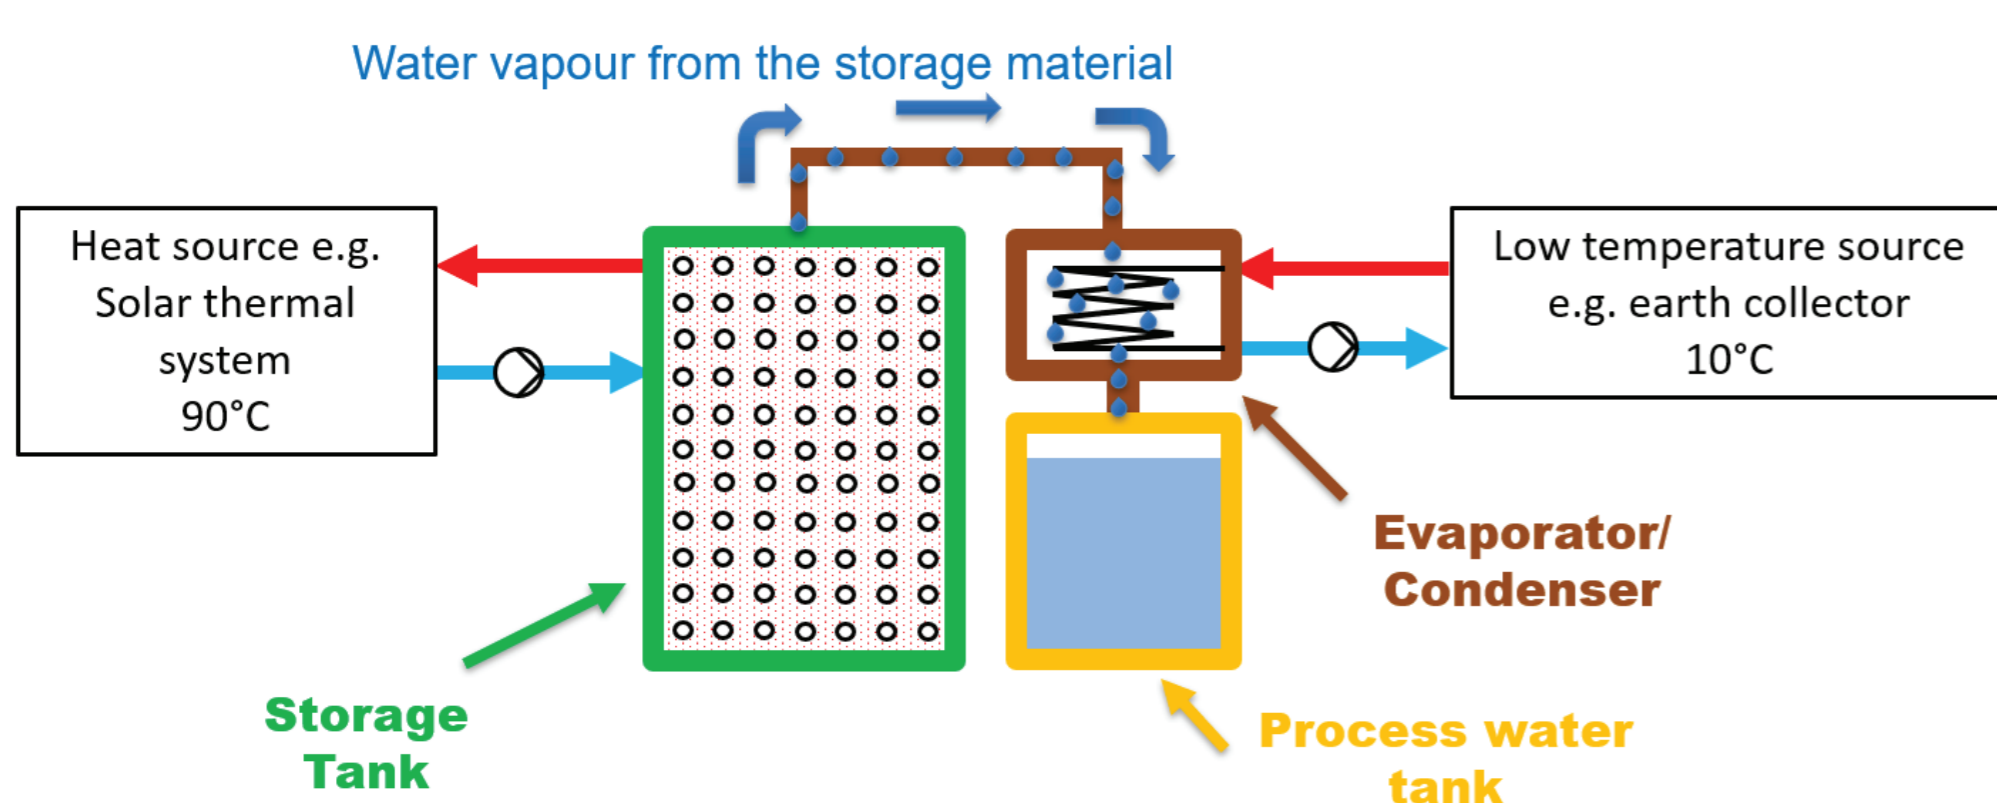 Water vapour from the storage material
Heat source e.g.
Solar thermal
system
90°C
Low temperature source
e.g. earth collector
10°C
Evaporator/
Condenser
Storage
Tank
Process water
tank